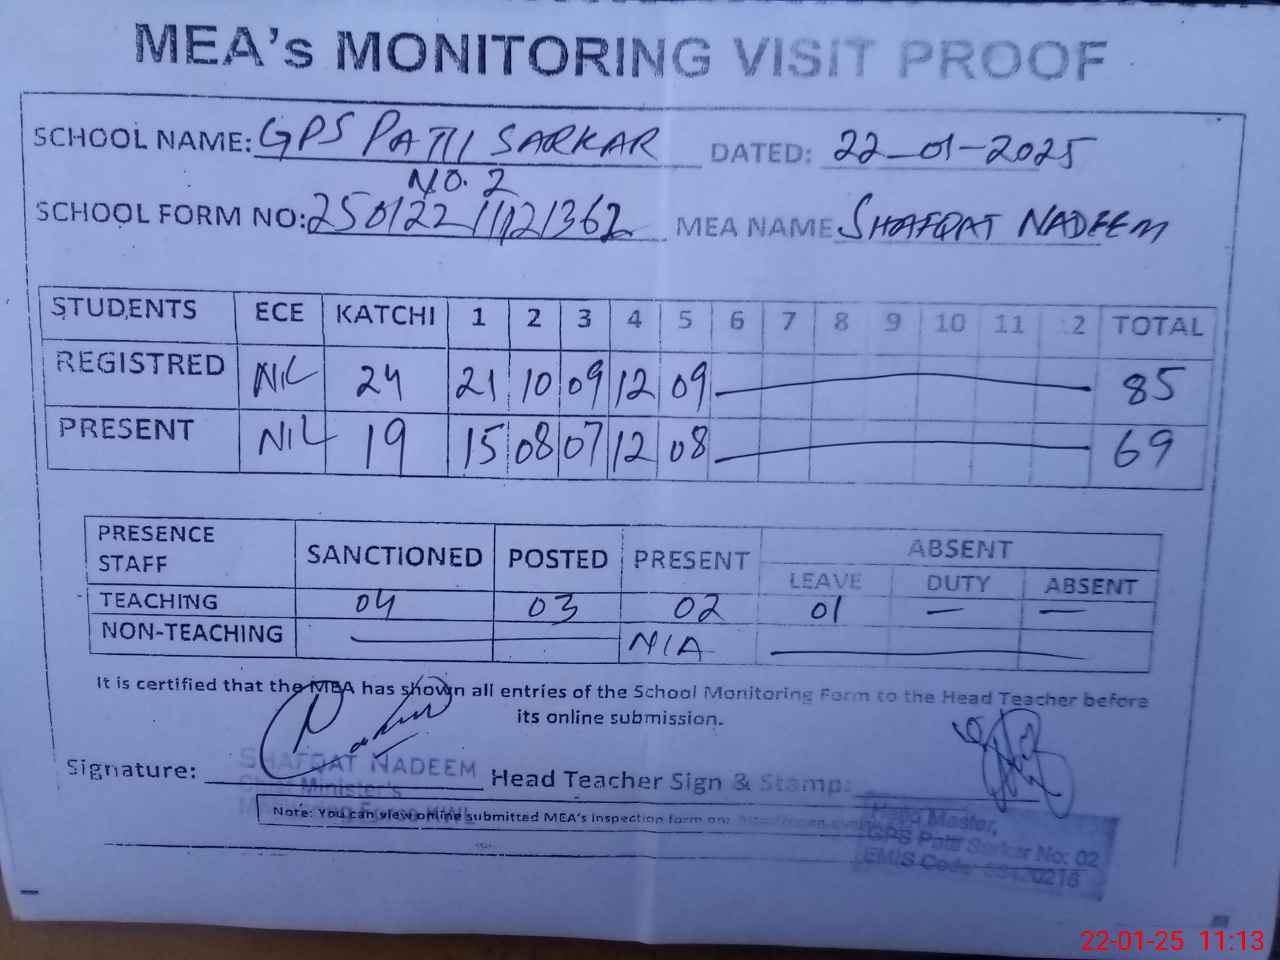 MEA's MONITORING VISIT PROOF
SCHOOL NAME: GPS PATTI SARKAR NO. 2 DATED: 22-01-2025
SCHOOL FORM NO: MEA NAME SHAFQAT NADEEM
STUDENTS ECE KATCHI 1 2 3 4 5 6 7 8 9 10 11 12 TOTAL
REGISTRED NIL 24 21 10 09 12 09 85
PRESENT NIL 19 15 08 07 12 08 69
PRESENCE STAFF SANCTIONED POSTED PRESENT ABSENT
LEAVE DUTY ABSENT
TEACHING 04 03 02 01 — —
NON-TEACHING N/A
It is certified that the MEA has shown all entries of the School Monitoring Form to the Head Teacher before
its online submission.
Signature: Head Teacher Sign & Stamp:
SHAFQAT NADEEM
Chief Minister's
Monitoring Force
Note: You can view online submitted MEA's inspection form on:
Head Master,
GPS Patti Sarkar No: 02
EMIS Code:
22-01-25 11:13